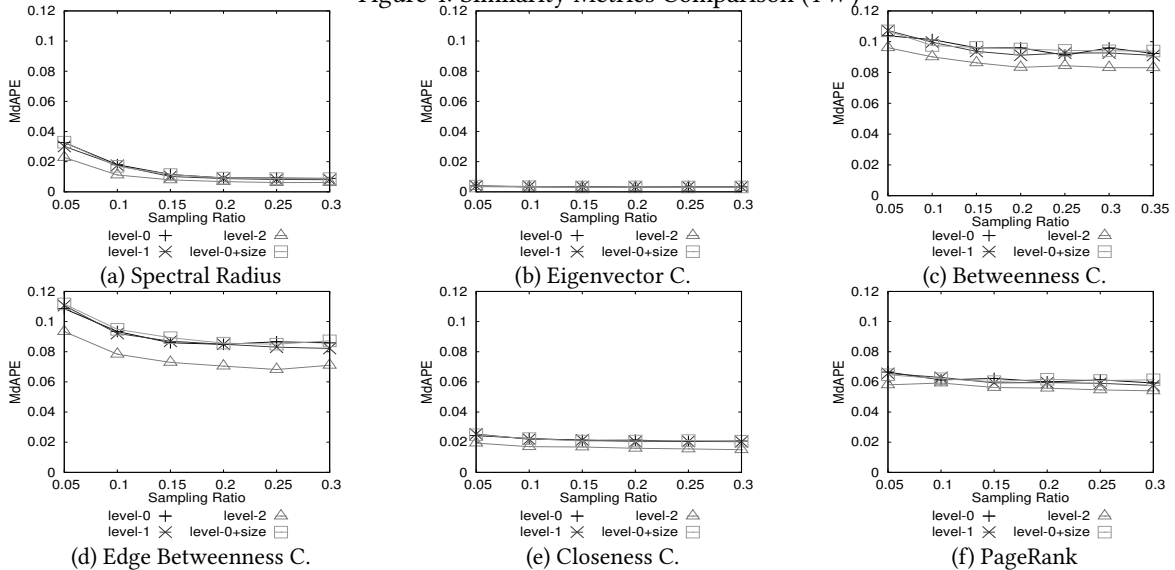 Figure 4: Similarity Metrics Comparison
0.12
0.1
0.08
0.06
0.04
0.02
0
MdAPE
0.05 0.1 0.15 0.2 0.25 0.3
Sampling Ratio
level-0 level-2
level-1 level-0+size
(a) Spectral Radius
0.12
0.1
0.08
0.06
0.04
0.02
0
MdAPE
0.05 0.1 0.15 0.2 0.25 0.3
Sampling Ratio
level-0 level-2
level-1 level-0+size
(b) Eigenvector C.
0.12
0.1
0.08
0.06
0.04
0.02
0
MdAPE
0.05 0.1 0.15 0.2 0.25 0.3 0.35
Sampling Ratio
level-0 level-2
level-1 level-0+size
(c) Betweenness C.
0.12
0.1
0.08
0.06
0.04
0.02
0
MdAPE
0.05 0.1 0.15 0.2 0.25 0.3
Sampling Ratio
level-0 level-2
level-1 level-0+size
(d) Edge Betweenness C.
0.12
0.1
0.08
0.06
0.04
0.02
0
MdAPE
0.05 0.1 0.15 0.2 0.25 0.3
Sampling Ratio
level-0 level-2
level-1 level-0+size
(e) Closeness C.
0.12
0.1
0.08
0.06
0.04
0.02
0
MdAPE
0.05 0.1 0.15 0.2 0.25 0.3
Sampling Ratio
level-0 level-2
level-1 level-0+size
(f) PageRank